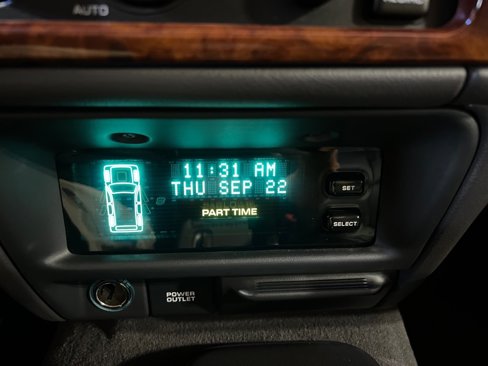 AUTO
11:31 AM
THU SEP 22
PART TIME
SET
SELECT
POWER
OUTLET